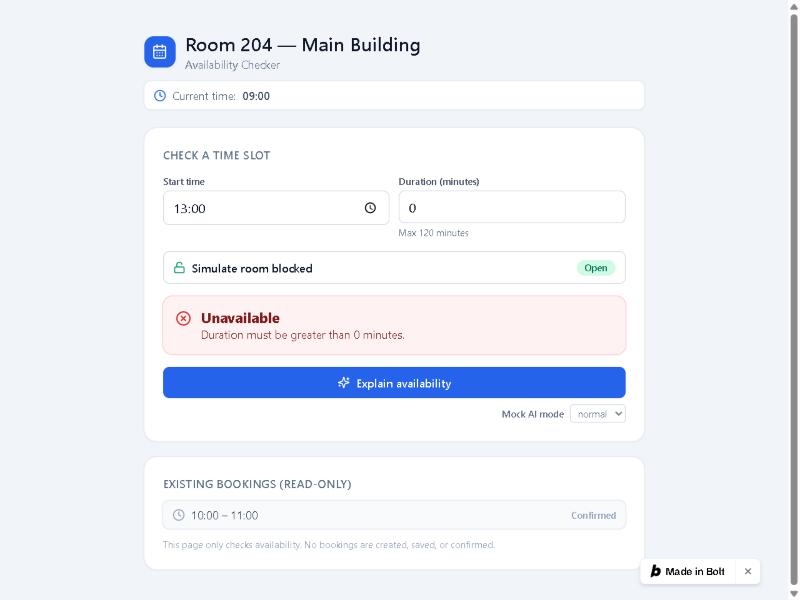 Room 204 — Main Building
Availability Checker
Current time: 09:00
CHECK A TIME SLOT
Start time
Duration (minutes)
13:00
0
Max 120 minutes
Simulate room blocked
Open
Unavailable
Duration must be greater than 0 minutes.
Explain availability
Mock AI mode
normal
EXISTING BOOKINGS (READ-ONLY)
10:00 – 11:00
Confirmed
This page only checks availability. No bookings are created, saved, or confirmed.
b Made in Bolt